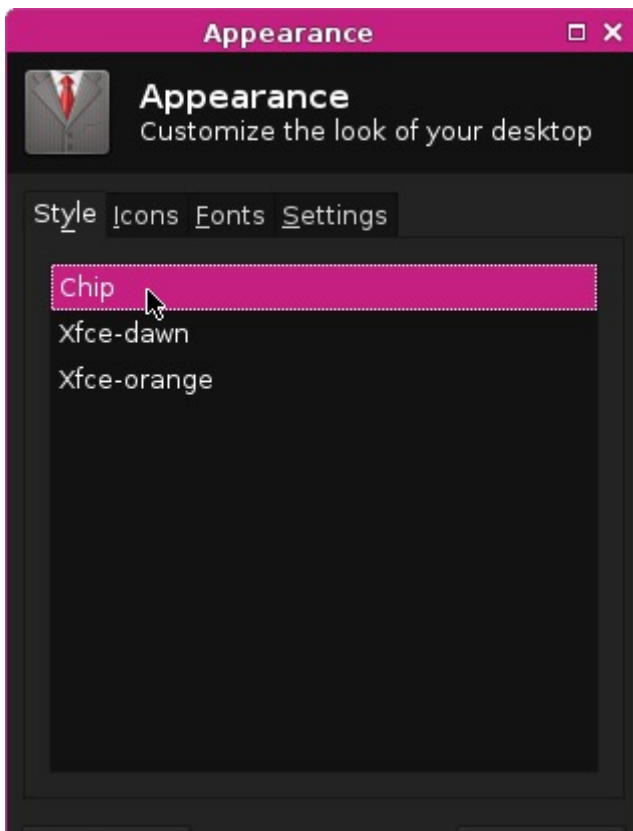 Appearance
Appearance
Customize the look of your desktop
Style Icons Fonts Settings
Chip
Xfce-dawn
Xfce-orange